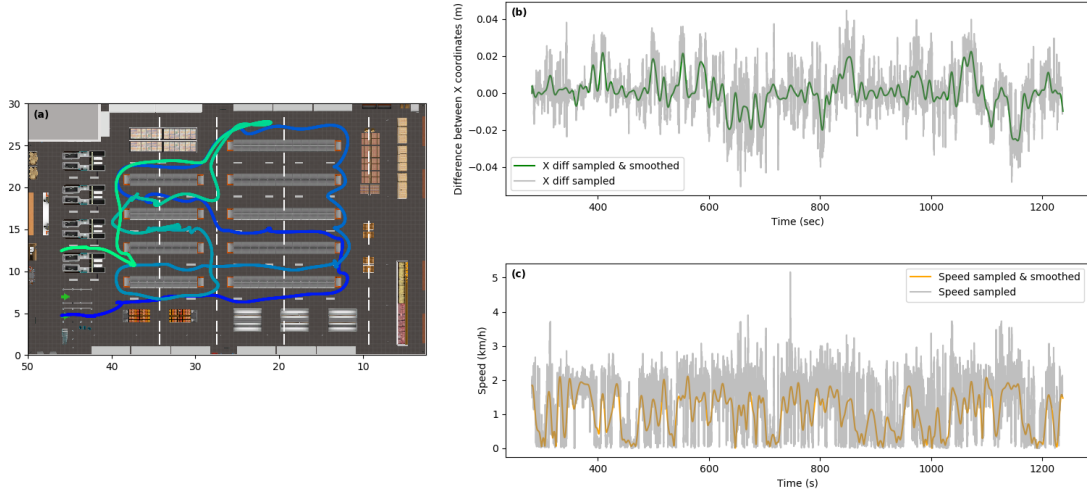 (a)
30
25
20
15
10
5
0
50 40 30 20 10
(b)
Difference between X coordinates (m)
0.04
0.02
0.00
−0.02
−0.04
X diff sampled & smoothed
X diff sampled
400 600 800 1000 1200
Time (sec)
(c)
Speed (km/h)
5
4
3
2
1
0
Speed sampled & smoothed
Speed sampled
400 600 800 1000 1200
Time (s)